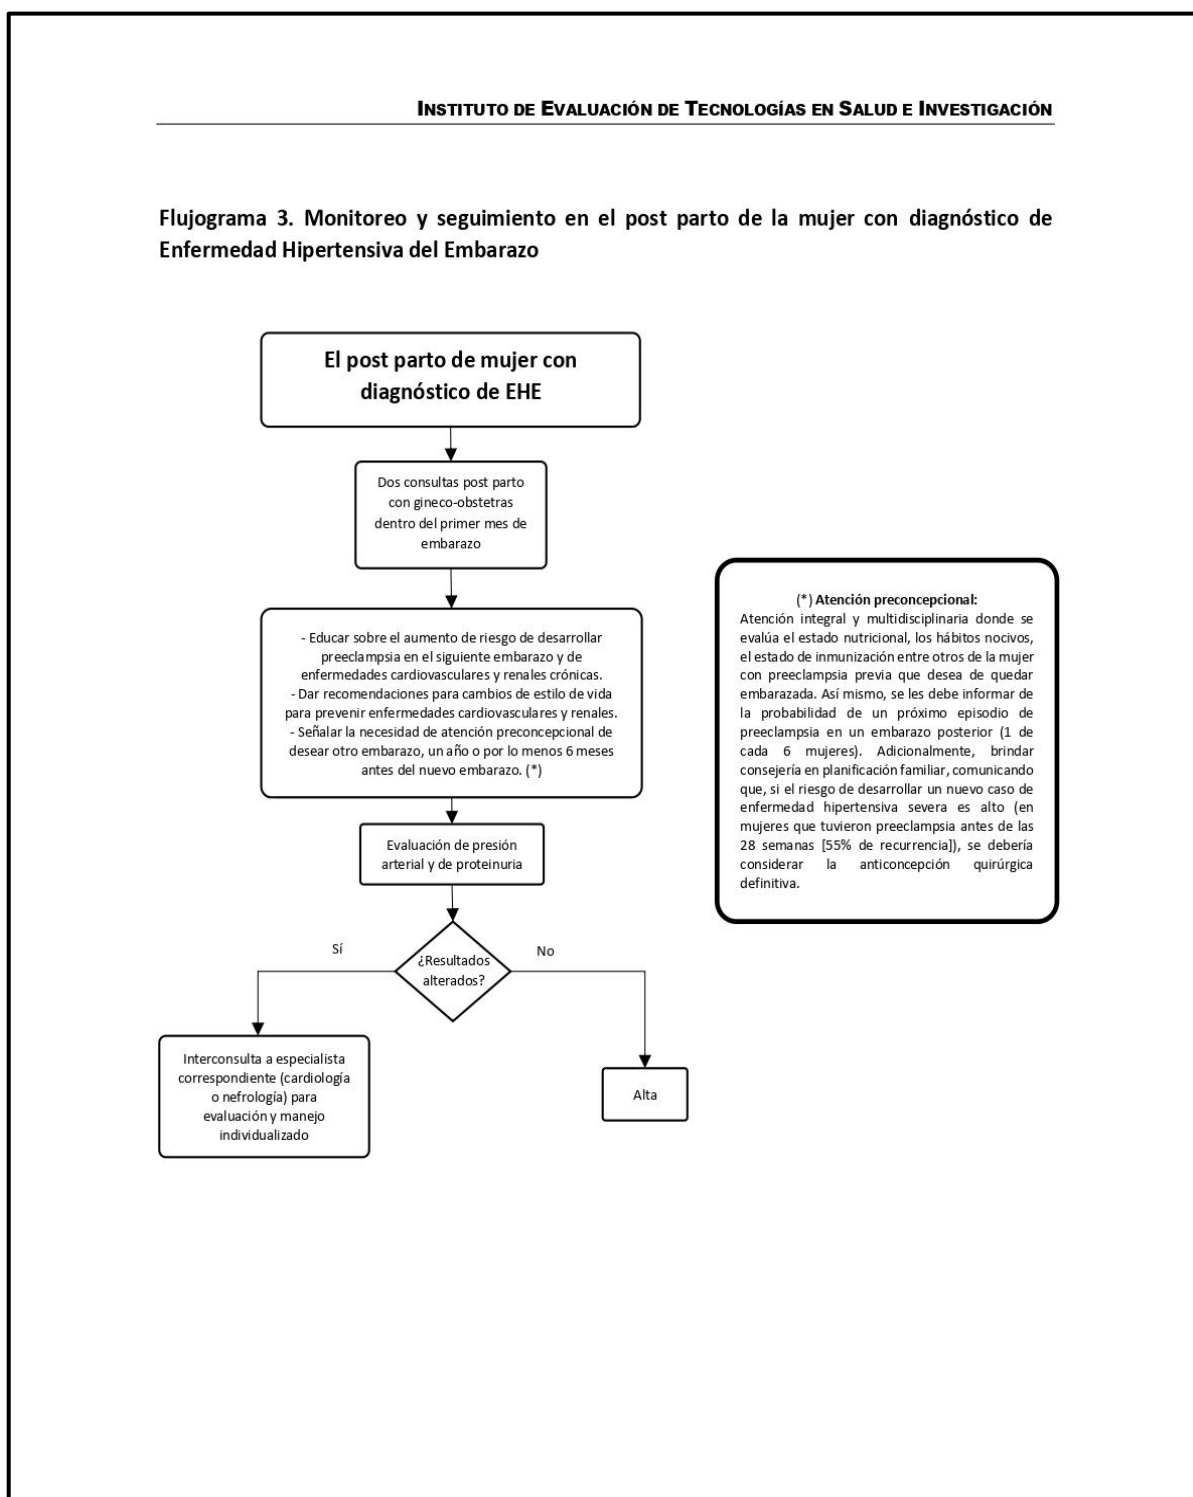 INSTITUTO DE EVALUACIÓN DE TECNOLOGÍAS EN SALUD E INVESTIGACIÓN
Flujograma 3. Monitoreo y seguimiento en el post parto de la mujer con diagnóstico de
Enfermedad Hipertensiva del Embarazo
El post parto de mujer con
diagnóstico de EHE
Dos consultas post parto
con gineco-obstetras
dentro del primer mes de
embarazo
- Educar sobre el aumento de riesgo de desarrollar
preeclampsia en el siguiente embarazo y de
enfermedades cardiovasculares y renales crónicas.
- Dar recomendaciones para cambios de estilo de vida
para prevenir enfermedades cardiovasculares y renales.
- Señalar la necesidad de atención preconcepcional de
desear otro embarazo, un año o por lo menos 6 meses
antes del nuevo embarazo. (*)
(*) Atención preconcepcional:
Atención integral y multidisciplinaria donde se
evalúa el estado nutricional, los hábitos nocivos,
el estado de inmunización entre otros de la mujer
con preeclampsia previa que desea de quedar
embarazada. Así mismo, se les debe informar de
la probabilidad de un próximo episodio de
preeclampsia en un embarazo posterior (1 de
cada 6 mujeres). Adicionalmente, brindar
consejería en planificación familiar, comunicando
que, si el riesgo de desarrollar un nuevo caso de
enfermedad hipertensiva severa es alto (en
mujeres que tuvieron preeclampsia antes de las
28 semanas [55% de recurrencia]), se debería
considerar la anticoncepción quirúrgica
definitiva.
Evaluación de presión
arterial y de proteinuria
¿Resultados
alterados?
Sí
No
Interconsulta a especialista
correspondiente (cardiología
o nefrología) para
evaluación y manejo
individualizado
Alta